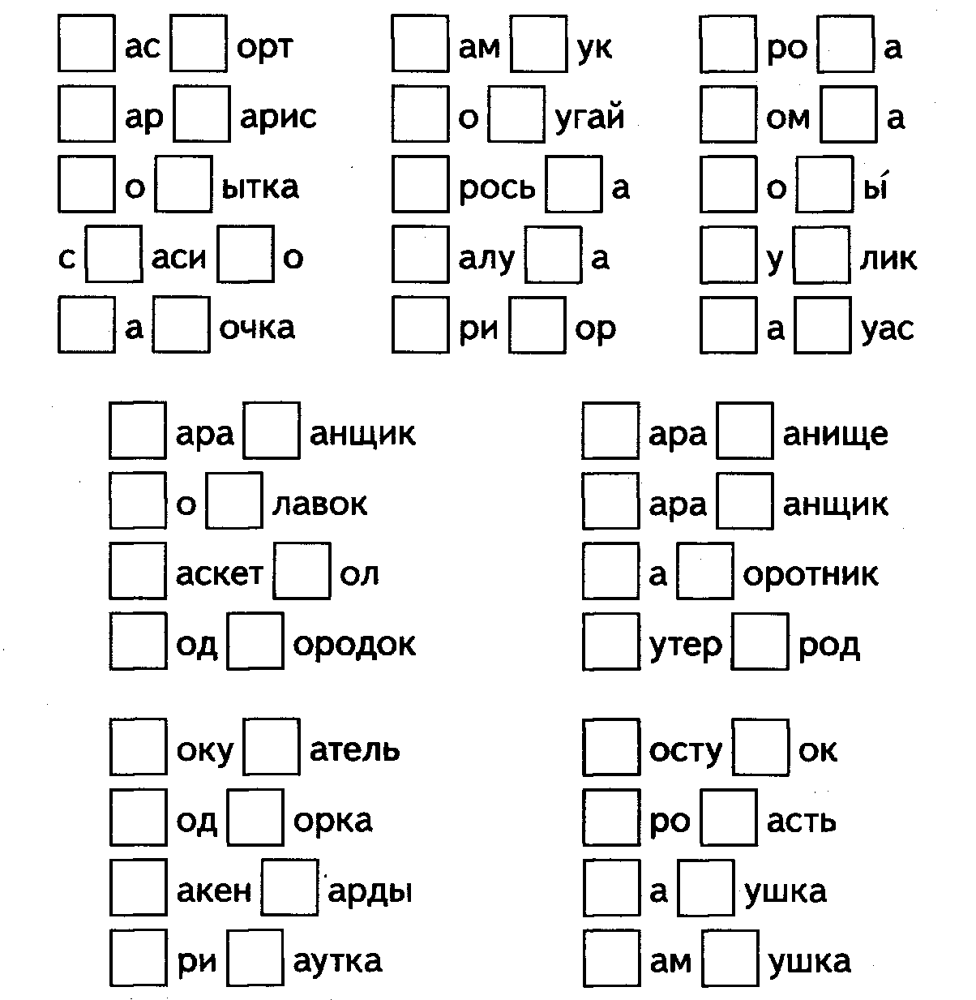 □ ас □ орт □ ам □ ук □ ро □ а
□ ар □ арис □ о □ угай □ ом □ а
□ о □ ытка □ рось □ а □ о □ ы́
с □ аси □ о □ алу □ а □ у □ лик
□ а □ очка □ ри □ ор □ а □ уас
□ ара □ анщик □ ара □ анище
□ о □ лавок □ ара □ анщик
□ аскет □ ол □ а □ оротник
□ од □ ородок □ утер □ род
□ оку □ атель □ осту □ ок
□ од □ орка □ ро □ асть
□ акен □ арды □ а □ ушка
□ ри □ аутка □ ам □ ушка